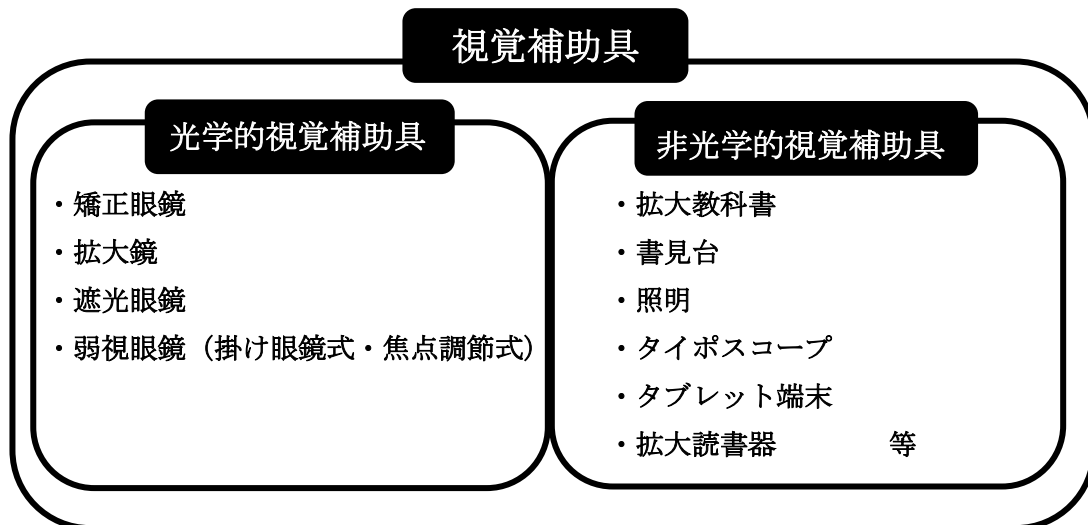 視覚補助具
光学的視覚補助具
・矯正眼鏡
・拡大鏡
・遮光眼鏡
・弱視眼鏡（掛け眼鏡式・焦点調節式）
非光学的視覚補助具
・拡大教科書
・書見台
・照明
・タイポスコープ
・タブレット端末
・拡大読書器　　　　等